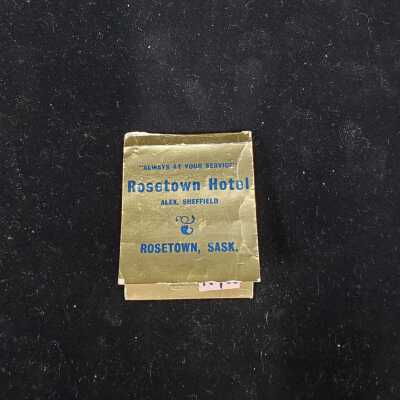 "ALWAYS AT YOUR SERVICE"
Rosetown Hotel
ALEX. SHEFFIELD
ROSETOWN, SASK.